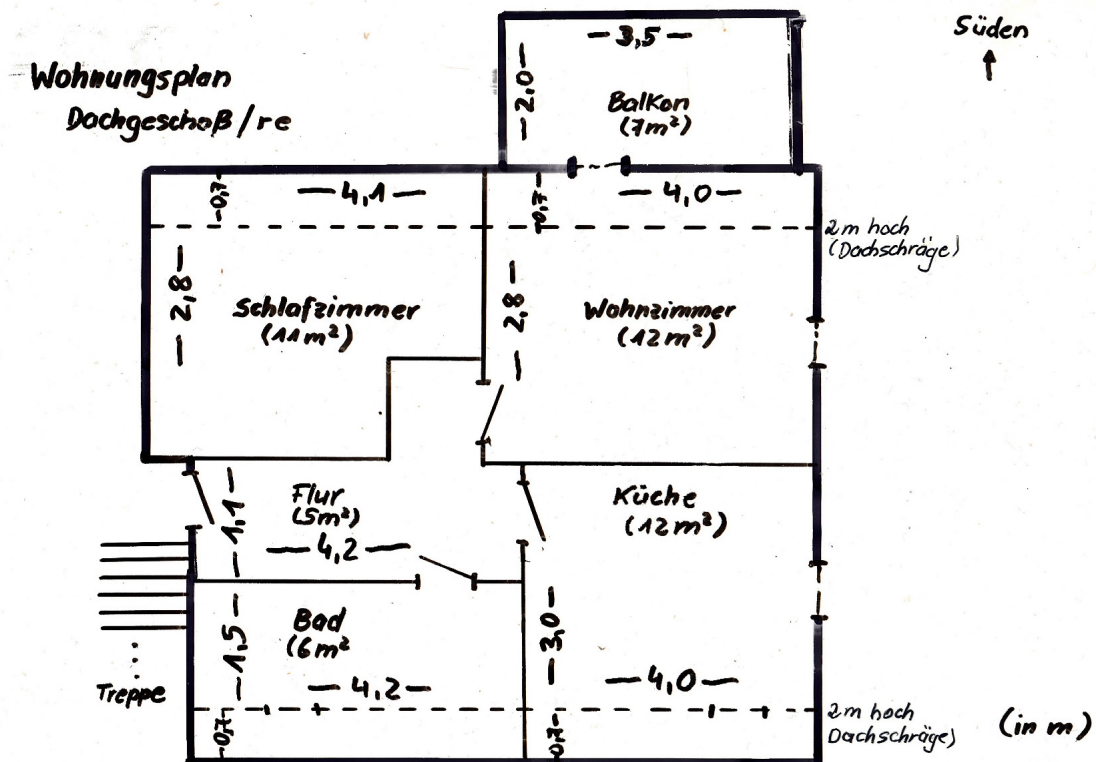 Süden
↑
Wohnungsplan
Dachgeschoß/re
– 3,5 –
– 2,0 –
Balkon
(7m²)
-0,7-
– 4,1 –
-0,7-
– 4,0 –
2m hoch
(Dachschräge)
– 2,8 –
Schlafzimmer
(11m²)
– 2,8 –
Wohnzimmer
(12m²)
Flur
(5m²)
– 1,1 –
– 4,2 –
Küche
(12m²)
Bad
(6m²
– 1,5 –
– 4,2 –
– 3,0 –
– 4,0 –
Treppe
-0,7-
-0,7-
2m hoch
Dachschräge)
(in m)